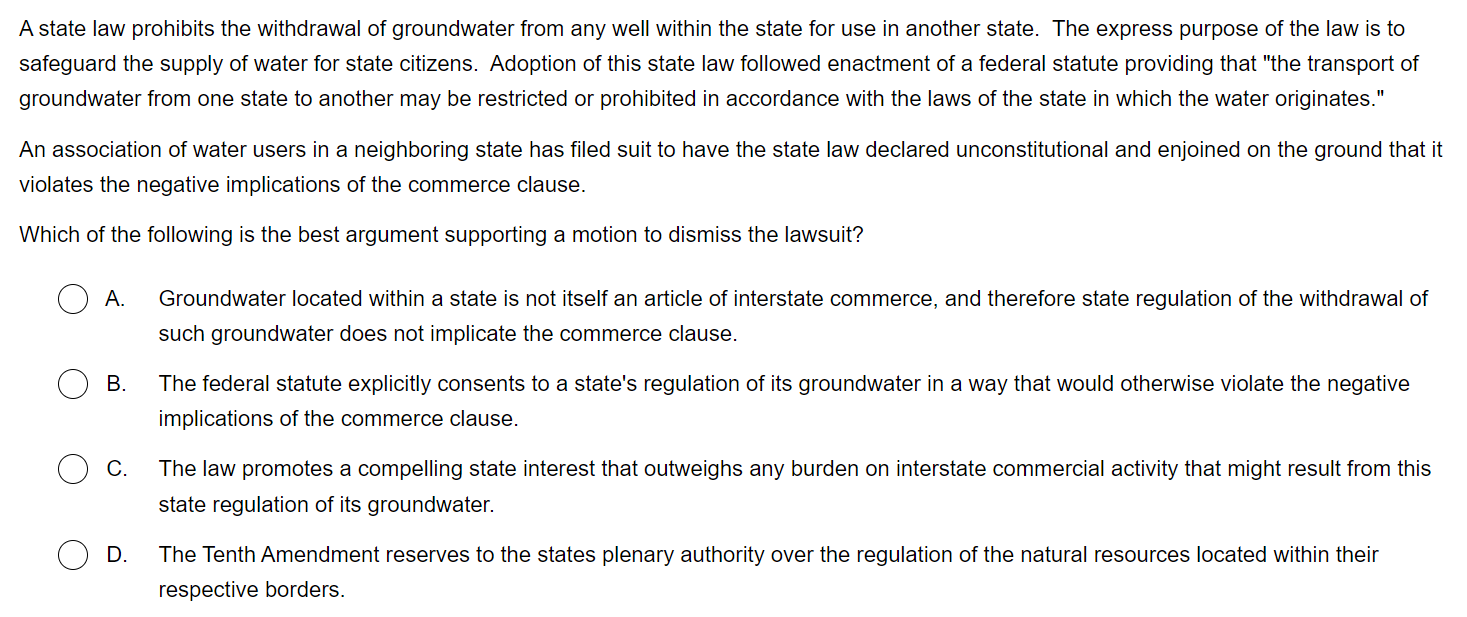 A state law prohibits the withdrawal of groundwater from any well within the state for use in another state.  The express purpose of the law is to
safeguard the supply of water for state citizens.  Adoption of this state law followed enactment of a federal statute providing that "the transport of
groundwater from one state to another may be restricted or prohibited in accordance with the laws of the state in which the water originates."
An association of water users in a neighboring state has filed suit to have the state law declared unconstitutional and enjoined on the ground that it
violates the negative implications of the commerce clause.
Which of the following is the best argument supporting a motion to dismiss the lawsuit?
A. Groundwater located within a state is not itself an article of interstate commerce, and therefore state regulation of the withdrawal of
such groundwater does not implicate the commerce clause.
B. The federal statute explicitly consents to a state's regulation of its groundwater in a way that would otherwise violate the negative
implications of the commerce clause.
C. The law promotes a compelling state interest that outweighs any burden on interstate commercial activity that might result from this
state regulation of its groundwater.
D. The Tenth Amendment reserves to the states plenary authority over the regulation of the natural resources located within their
respective borders.